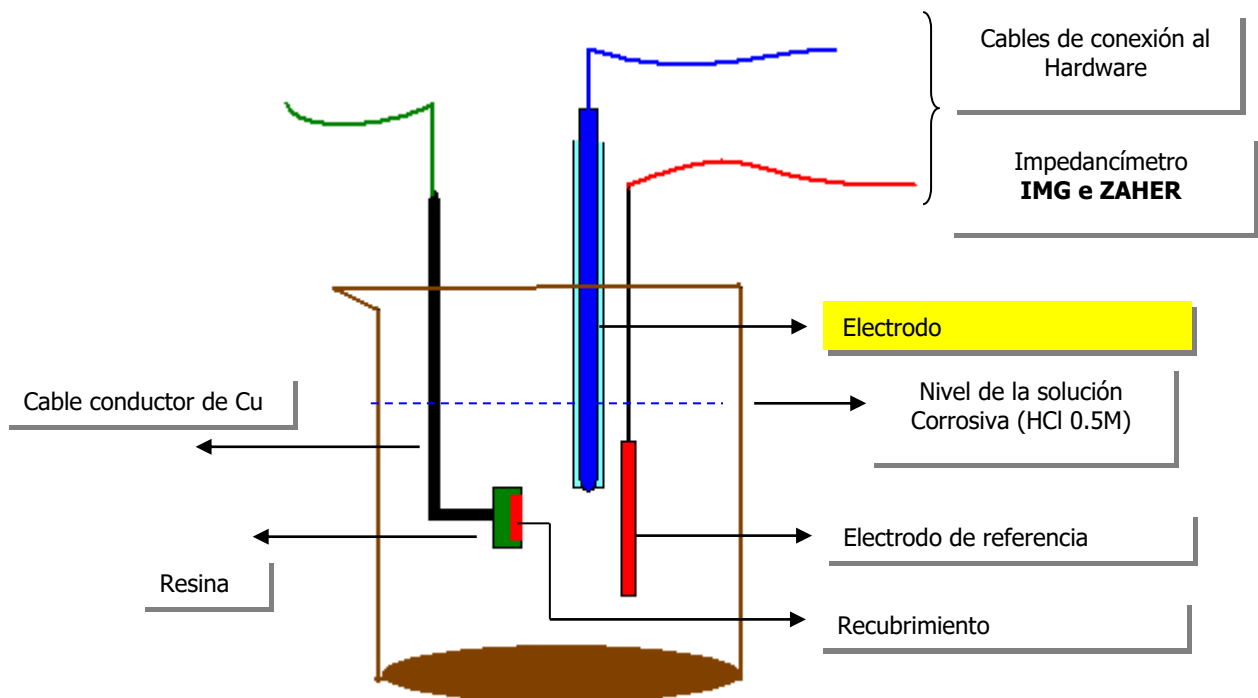 Cables de conexión al
Hardware
Impedancímetro
IMG e ZAHER
Electrodo
Cable conductor de Cu
Nivel de la solución
Corrosiva (HCl 0.5M)
Electrodo de referencia
Resina
Recubrimiento